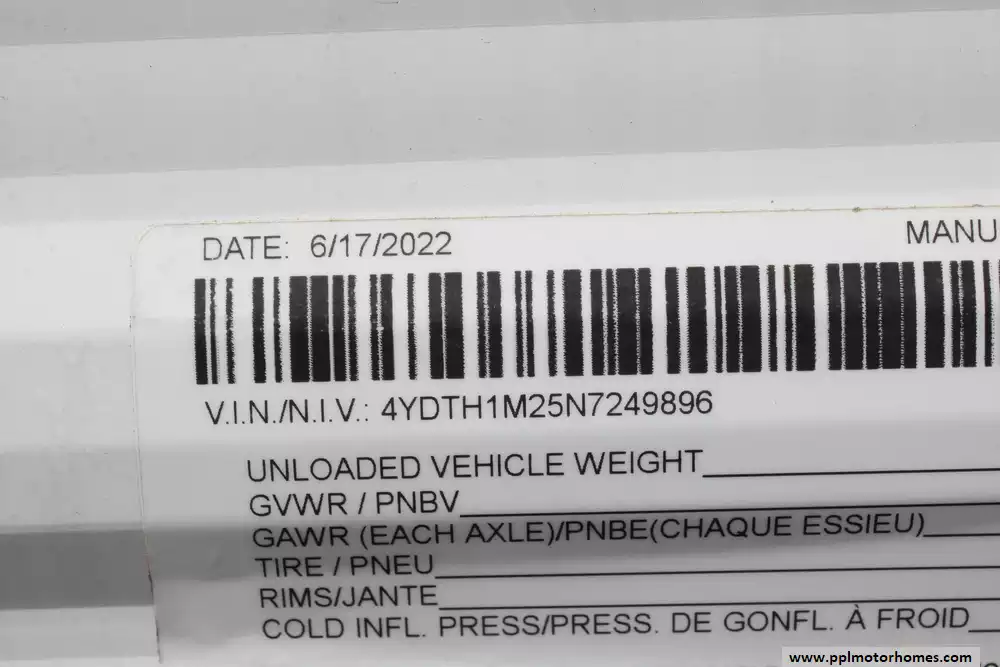 DATE: 6/17/2022
MANU
V.I.N./N.I.V.: 4YDTH1M25N7249896
UNLOADED VEHICLE WEIGHT
GVWR / PNBV
GAWR (EACH AXLE)/PNBE(CHAQUE ESSIEU)
TIRE / PNEU
RIMS/JANTE
COLD INFL. PRESS/PRESS. DE GONFL. À FROID
www.pplmotorhomes.com